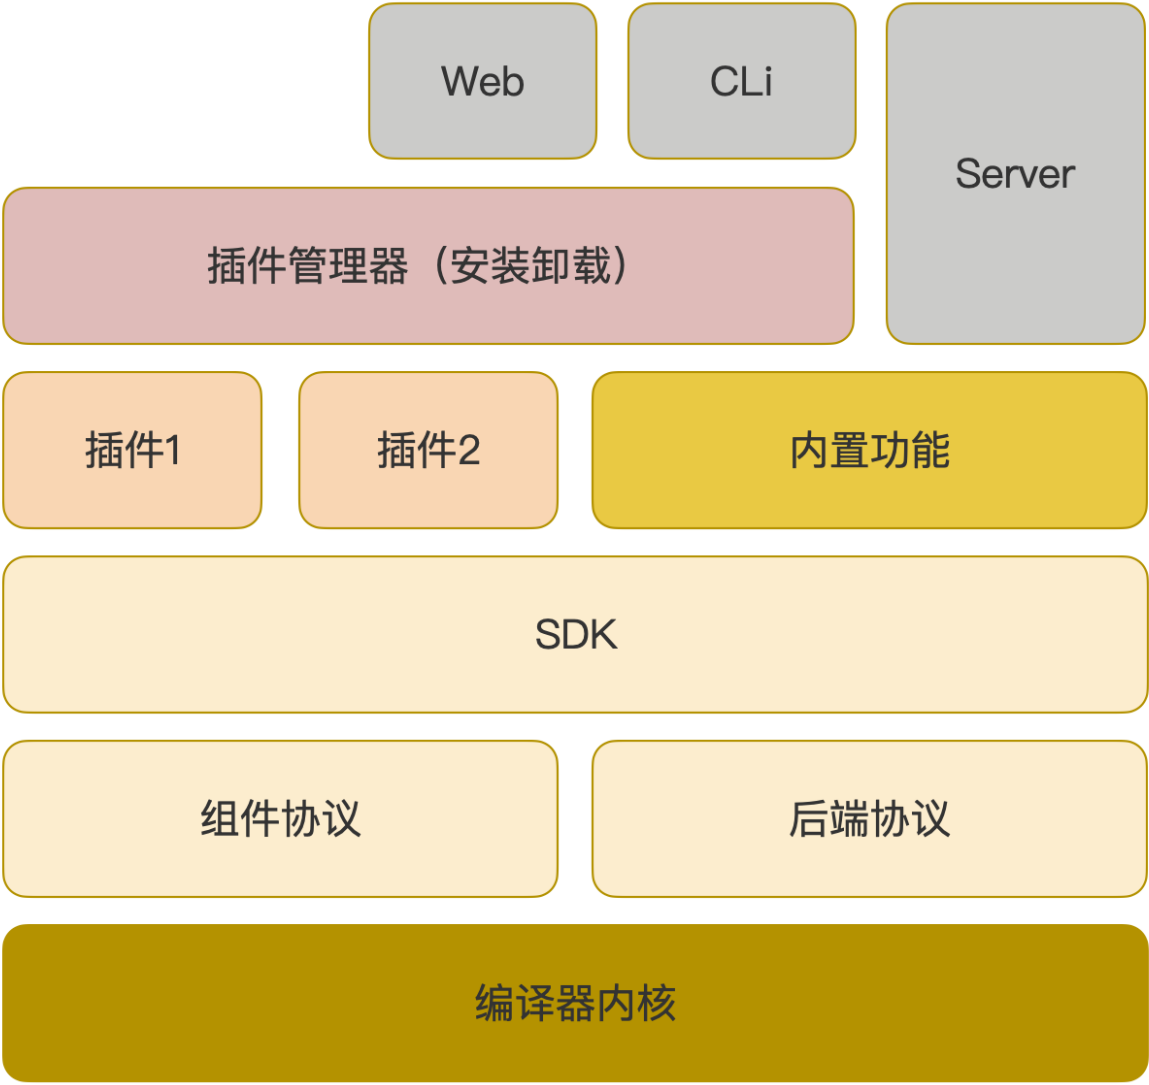 Web
CLi
Server
插件管理器（安装卸载）
插件1
插件2
内置功能
SDK
组件协议
后端协议
编译器内核